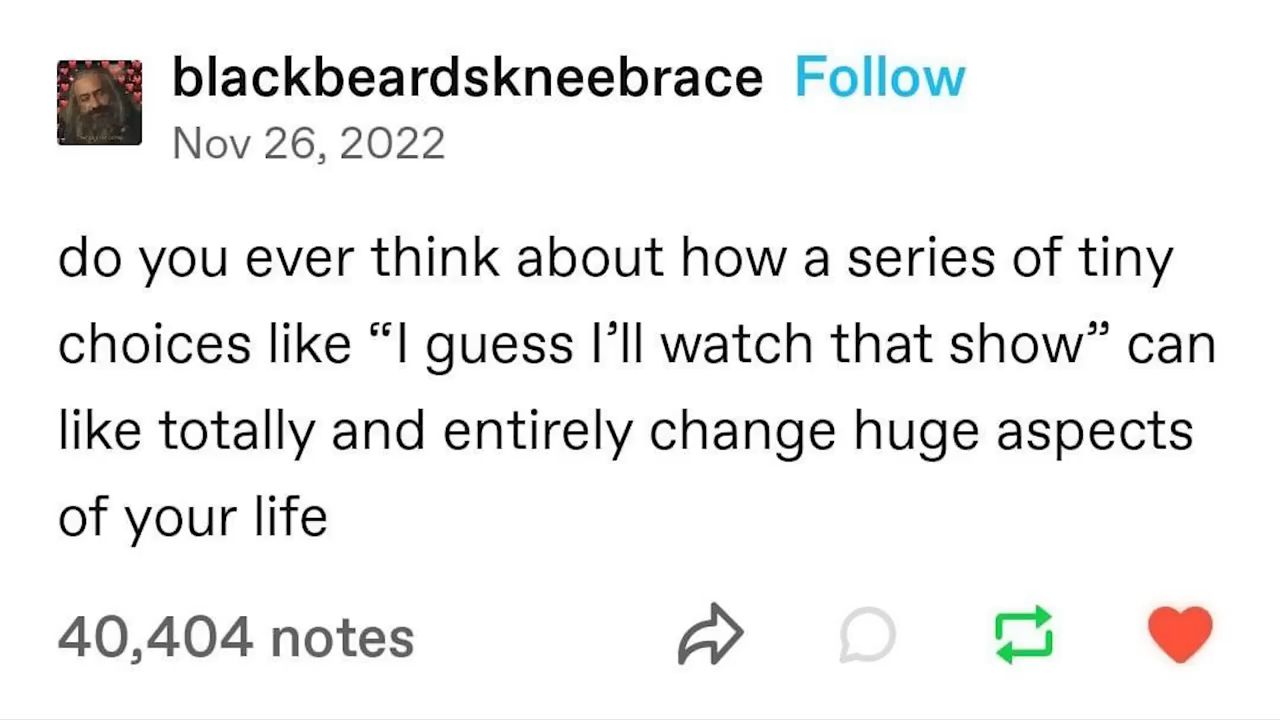 blackbeardskneebrace Follow
Nov 26, 2022
do you ever think about how a series of tiny
choices like “I guess I’ll watch that show” can
like totally and entirely change huge aspects
of your life
40,404 notes